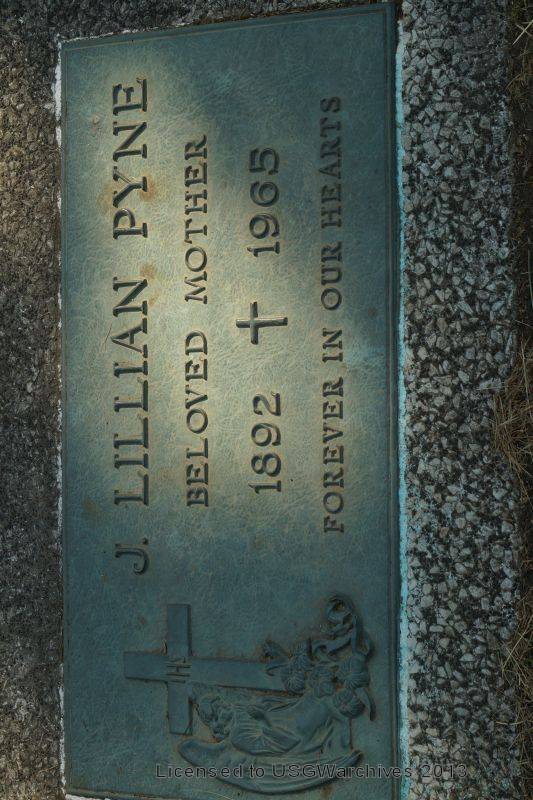 J. LILLIAN PYNE
BELOVED MOTHER
1892 ✝ 1965
FOREVER IN OUR HEARTS
IHS
Licensed to USGWarchives 2013